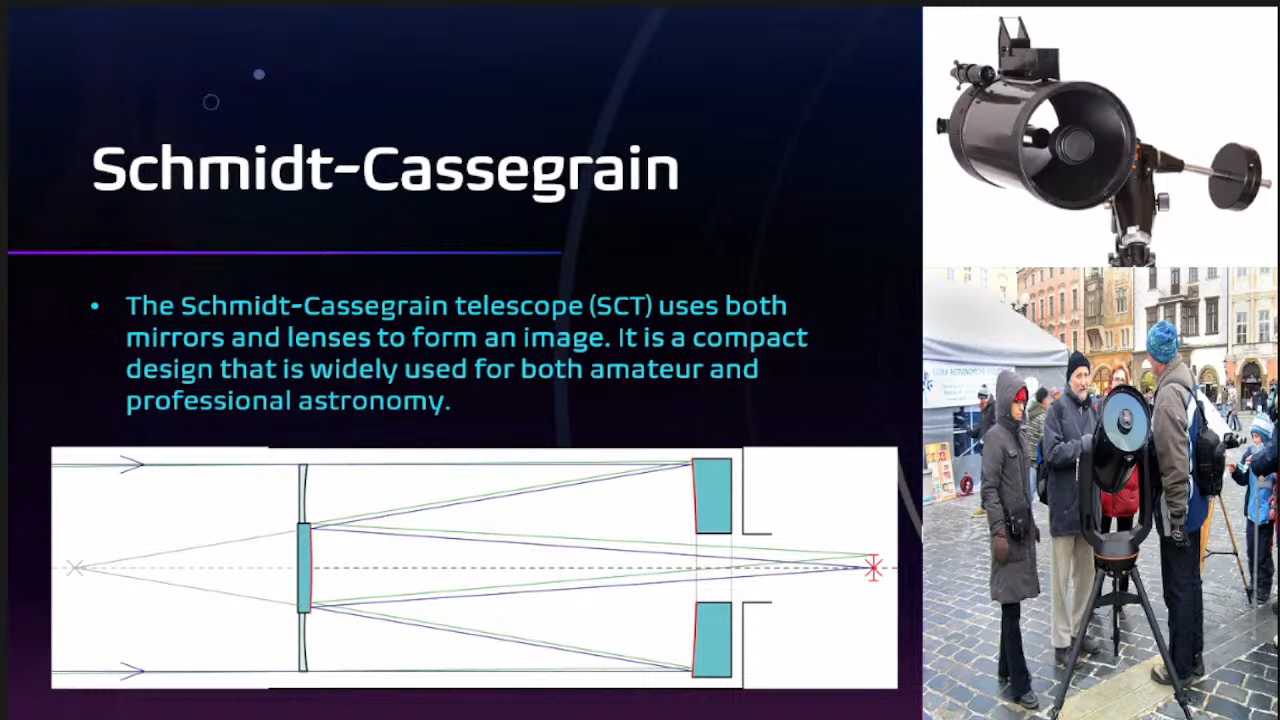 Schmidt-Cassegrain
• The Schmidt-Cassegrain telescope (SCT) uses both
mirrors and lenses to form an image. It is a compact
design that is widely used for both amateur and
professional astronomy.